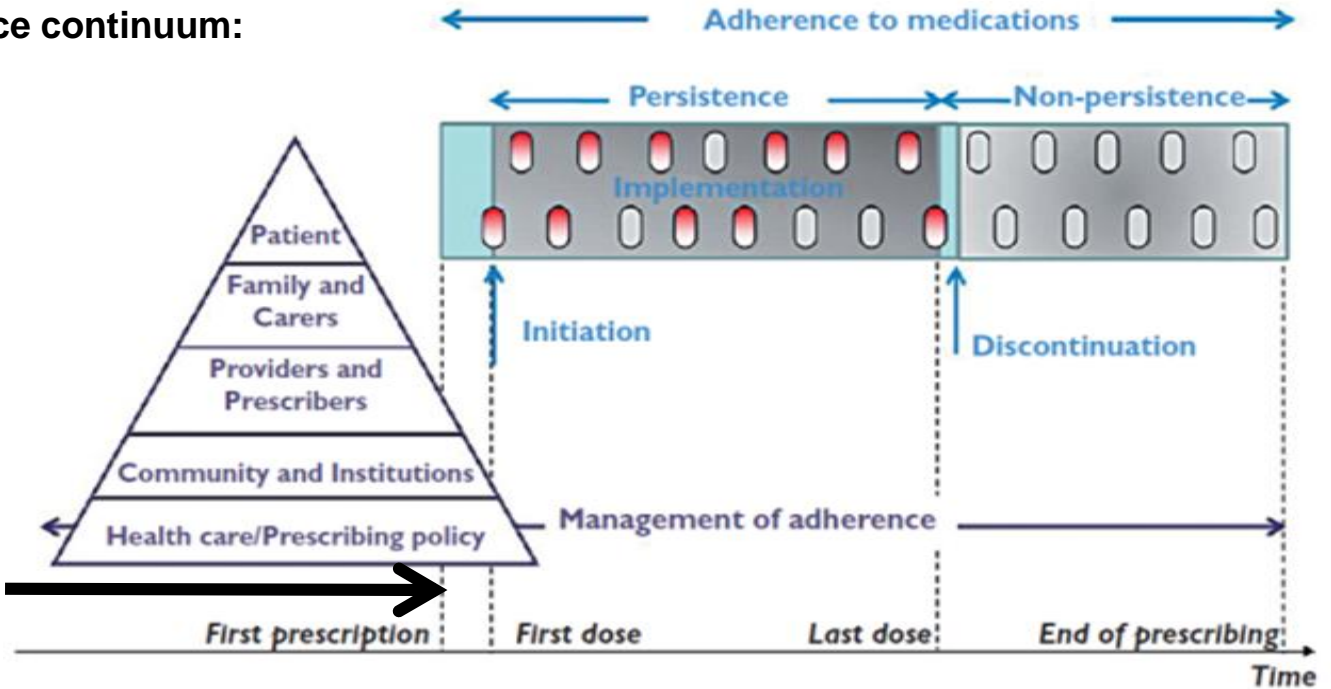 ce continuum:
Adherence to medications
Persistence
Non-persistence
Implementation
Patient
Family and
Carers
Providers and
Prescribers
Community and Institutions
Health care/Prescribing policy
Initiation
Discontinuation
Management of adherence
First prescription
First dose
Last dose
End of prescribing
Time